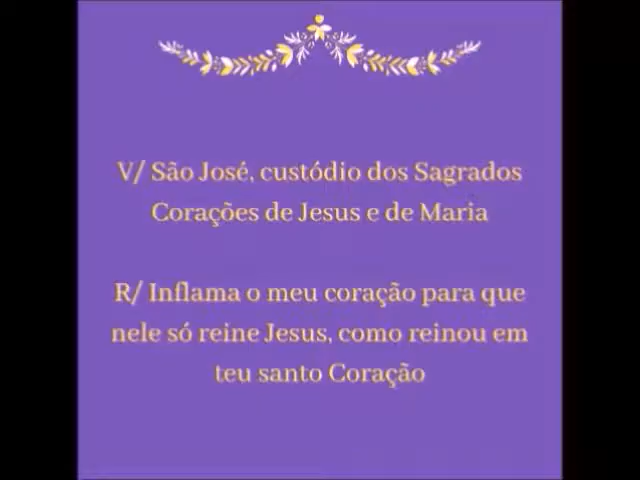 V/ São José, custódio dos Sagrados
Corações de Jesus e de Maria
R/ Inflama o meu coração para que
nele só reine Jesus, como reinou em
teu santo Coração